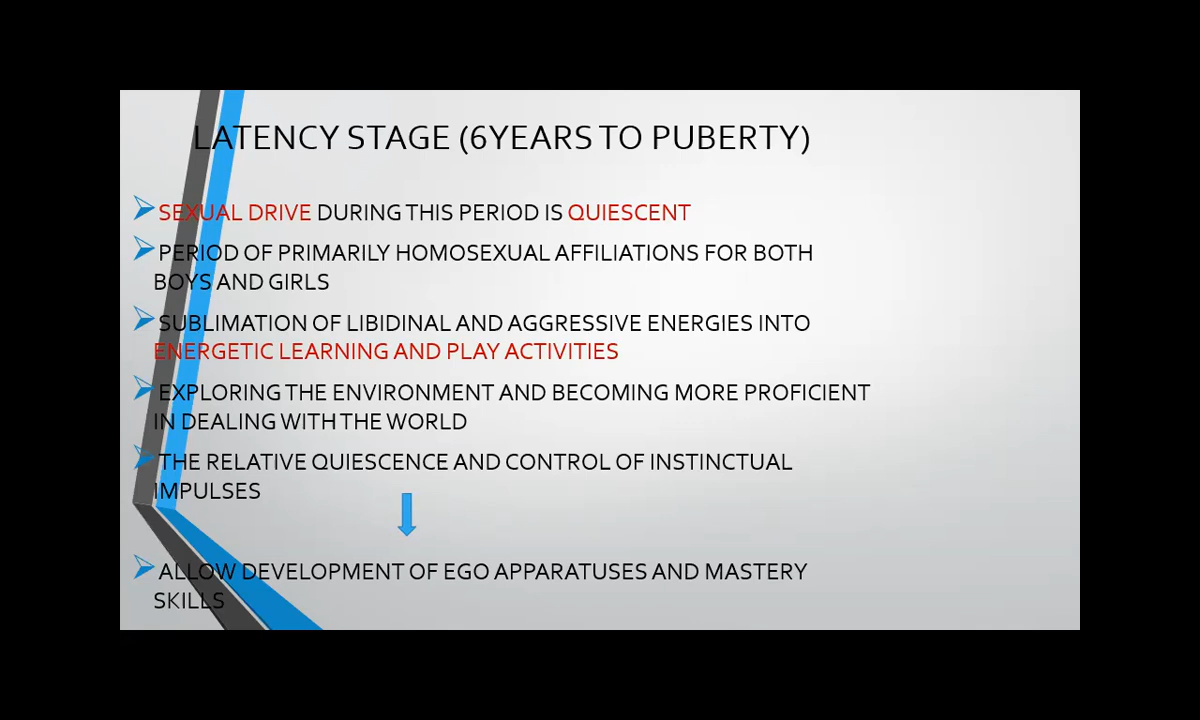 LATENCY STAGE (6YEARS TO PUBERTY)
SEXUAL DRIVE DURING THIS PERIOD IS QUIESCENT
PERIOD OF PRIMARILY HOMOSEXUAL AFFILIATIONS FOR BOTH
BOYS AND GIRLS
SUBLIMATION OF LIBIDINAL AND AGGRESSIVE ENERGIES INTO
ENERGETIC LEARNING AND PLAY ACTIVITIES
EXPLORING THE ENVIRONMENT AND BECOMING MORE PROFICIENT
IN DEALING WITH THE WORLD
THE RELATIVE QUIESCENCE AND CONTROL OF INSTINCTUAL
IMPULSES
ALLOW DEVELOPMENT OF EGO APPARATUSES AND MASTERY
SKILLS